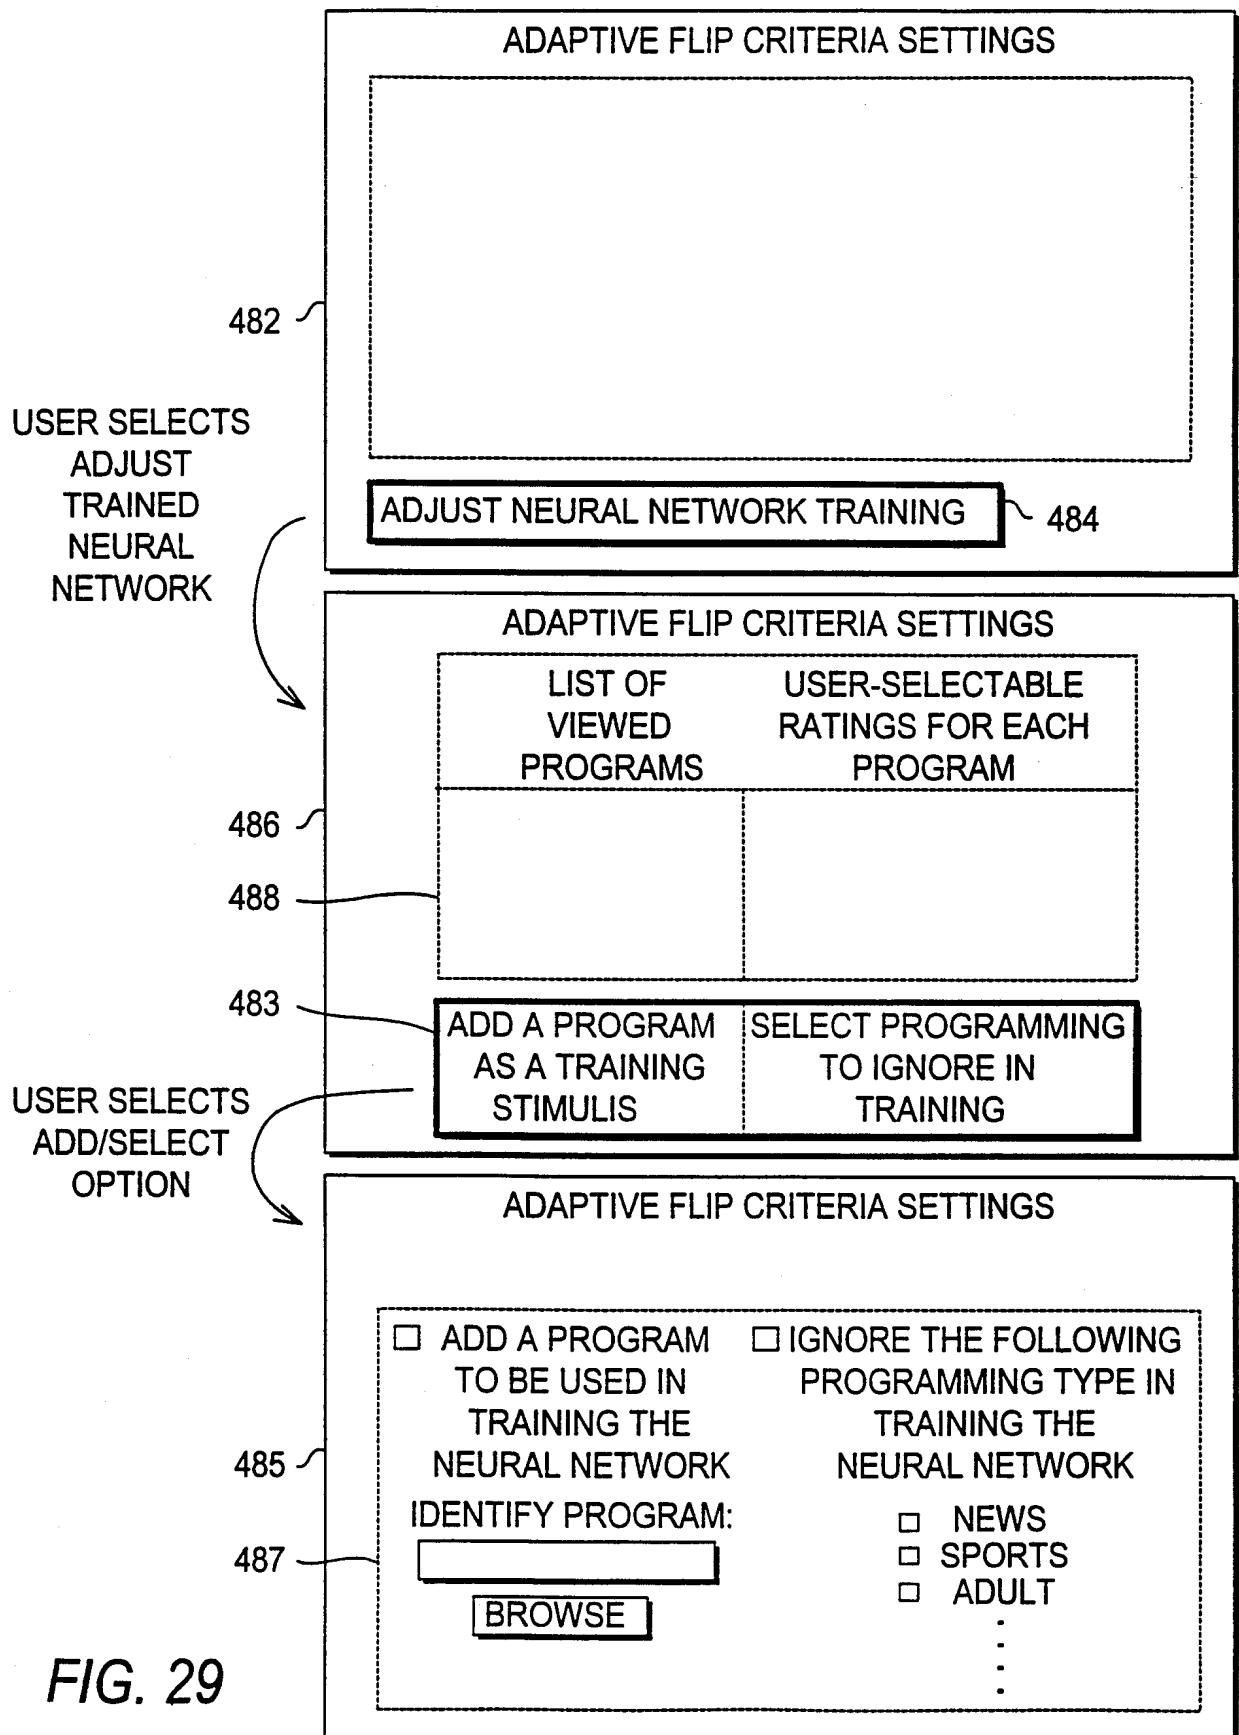 ADAPTIVE FLIP CRITERIA SETTINGS
482
USER SELECTS
ADJUST
TRAINED
NEURAL
NETWORK
ADJUST NEURAL NETWORK TRAINING
484
ADAPTIVE FLIP CRITERIA SETTINGS
LIST OF
VIEWED
PROGRAMS
USER-SELECTABLE
RATINGS FOR EACH
PROGRAM
486
488
483
ADD A PROGRAM
AS A TRAINING
STIMULIS
SELECT PROGRAMMING
TO IGNORE IN
TRAINING
USER SELECTS
ADD/SELECT
OPTION
ADAPTIVE FLIP CRITERIA SETTINGS
ADD A PROGRAM
TO BE USED IN
TRAINING THE
NEURAL NETWORK
IDENTIFY PROGRAM:
BROWSE
IGNORE THE FOLLOWING
PROGRAMMING TYPE IN
TRAINING THE
NEURAL NETWORK
NEWS
SPORTS
ADULT
485
487
FIG. 29